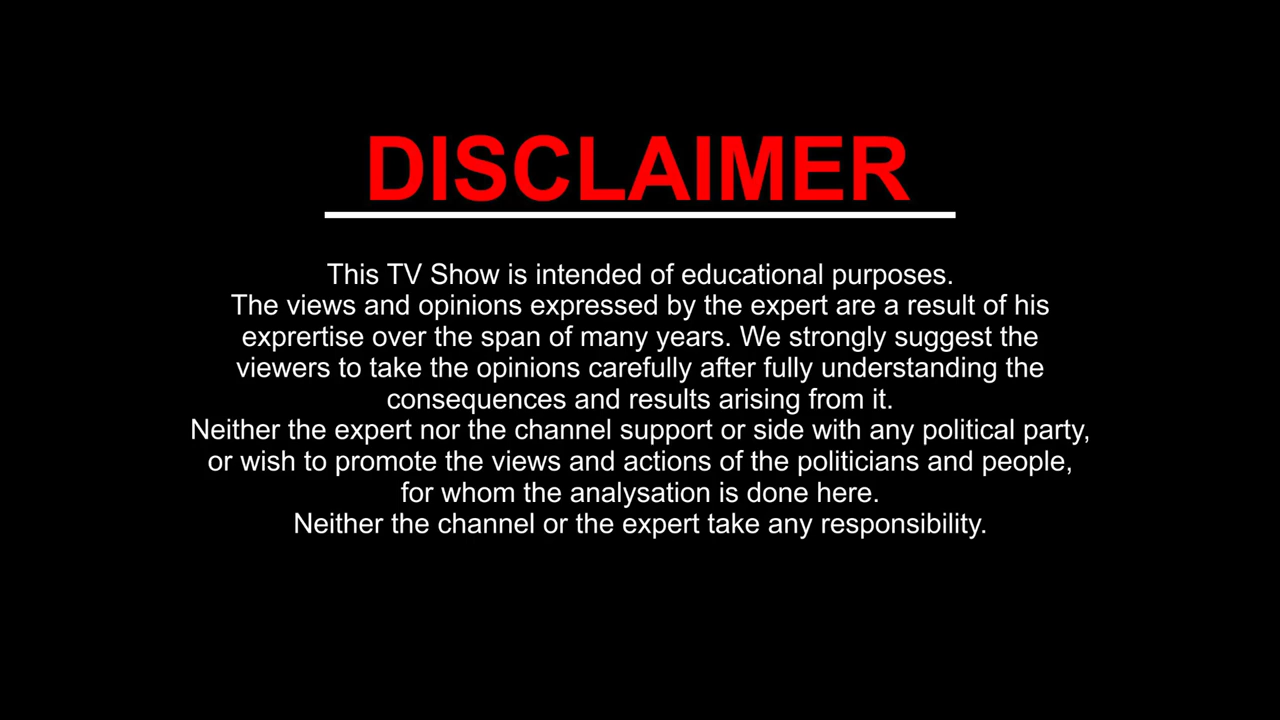 DISCLAIMER
This TV Show is intended of educational purposes.
The views and opinions expressed by the expert are a result of his
exprertise over the span of many years. We strongly suggest the
viewers to take the opinions carefully after fully understanding the
consequences and results arising from it.
Neither the expert nor the channel support or side with any political party,
or wish to promote the views and actions of the politicians and people,
for whom the analysation is done here.
Neither the channel or the expert take any responsibility.